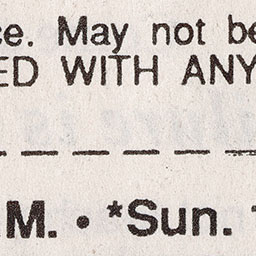 ce. May not be
ED WITH ANY
M. • *Sun.